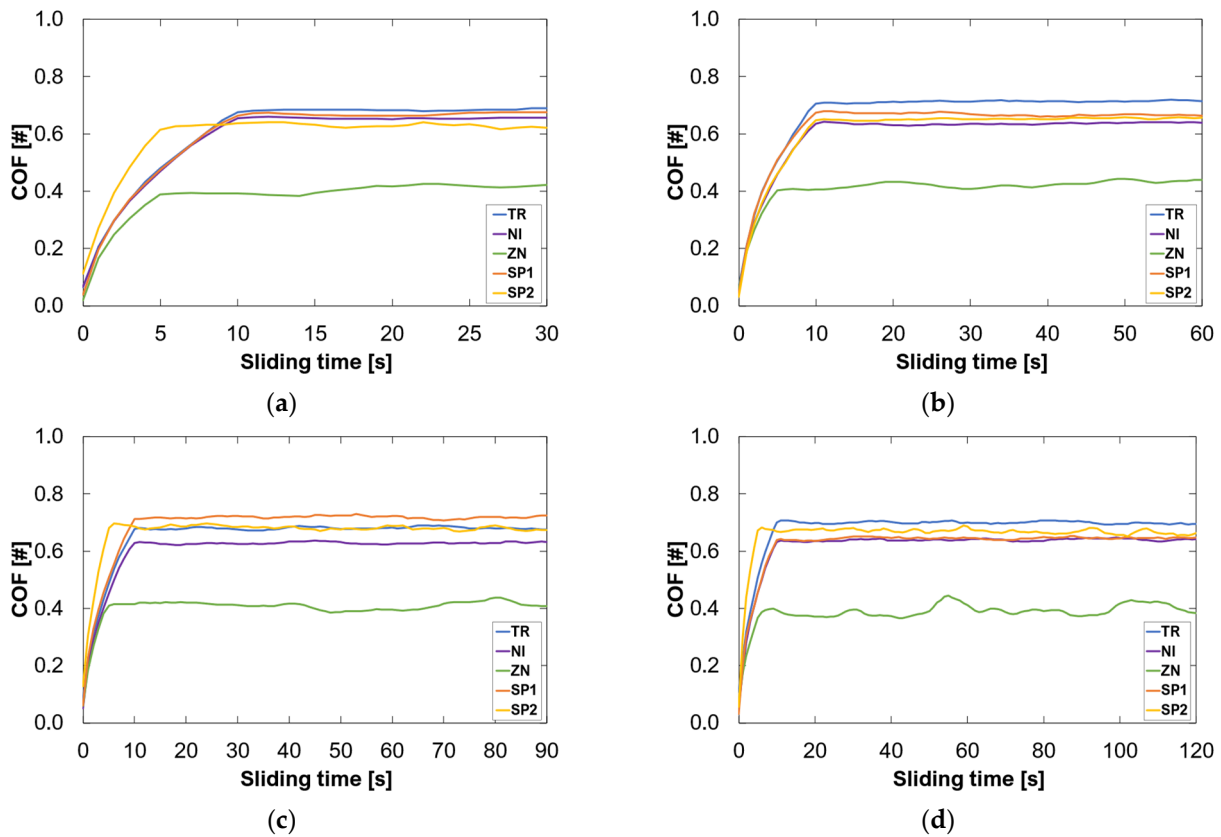 1.0
0.8
0.6
0.4
0.2
0.0
COF [#]
0 5 10 15 20 25 30
Sliding time [s]
TR
NI
ZN
SP1
SP2
(a)
1.0
0.8
0.6
0.4
0.2
0.0
COF [#]
0 10 20 30 40 50 60
Sliding time [s]
TR
NI
ZN
SP1
SP2
(b)
1.0
0.8
0.6
0.4
0.2
0.0
COF [#]
0 10 20 30 40 50 60 70 80 90
Sliding time [s]
TR
NI
ZN
SP1
SP2
(c)
1.0
0.8
0.6
0.4
0.2
0.0
COF [#]
0 20 40 60 80 100 120
Sliding time [s]
TR
NI
ZN
SP1
SP2
(d)